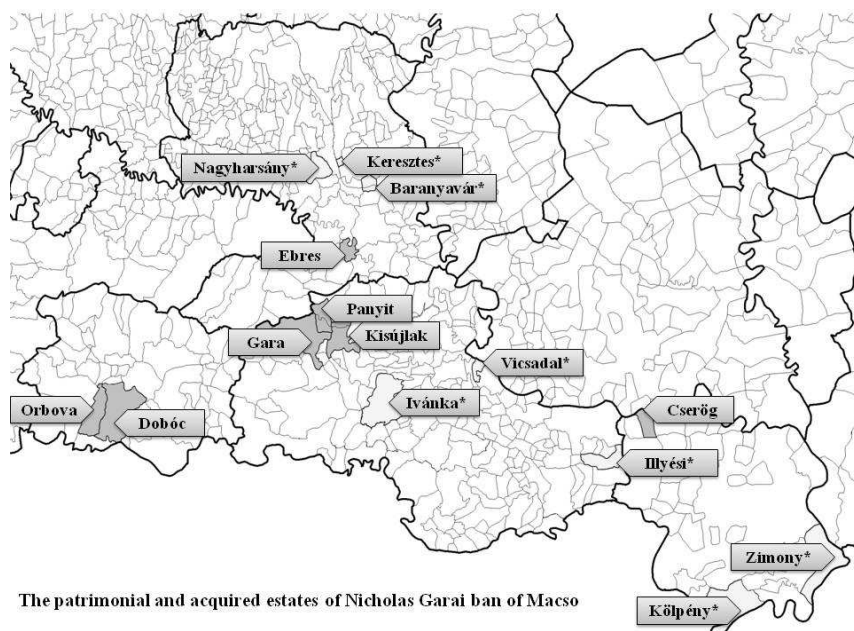 Nagyharsány*
Keresztes*
Baranyavár*
Ebres
Panyit
Gara
Kisújlak
Vicsadal*
Orbova
Ivánka*
Cserög
Dobóc
Illyési*
Zimony*
The patrimonial and acquired estates of Nicholas Garai ban of Macso
Kölpény*